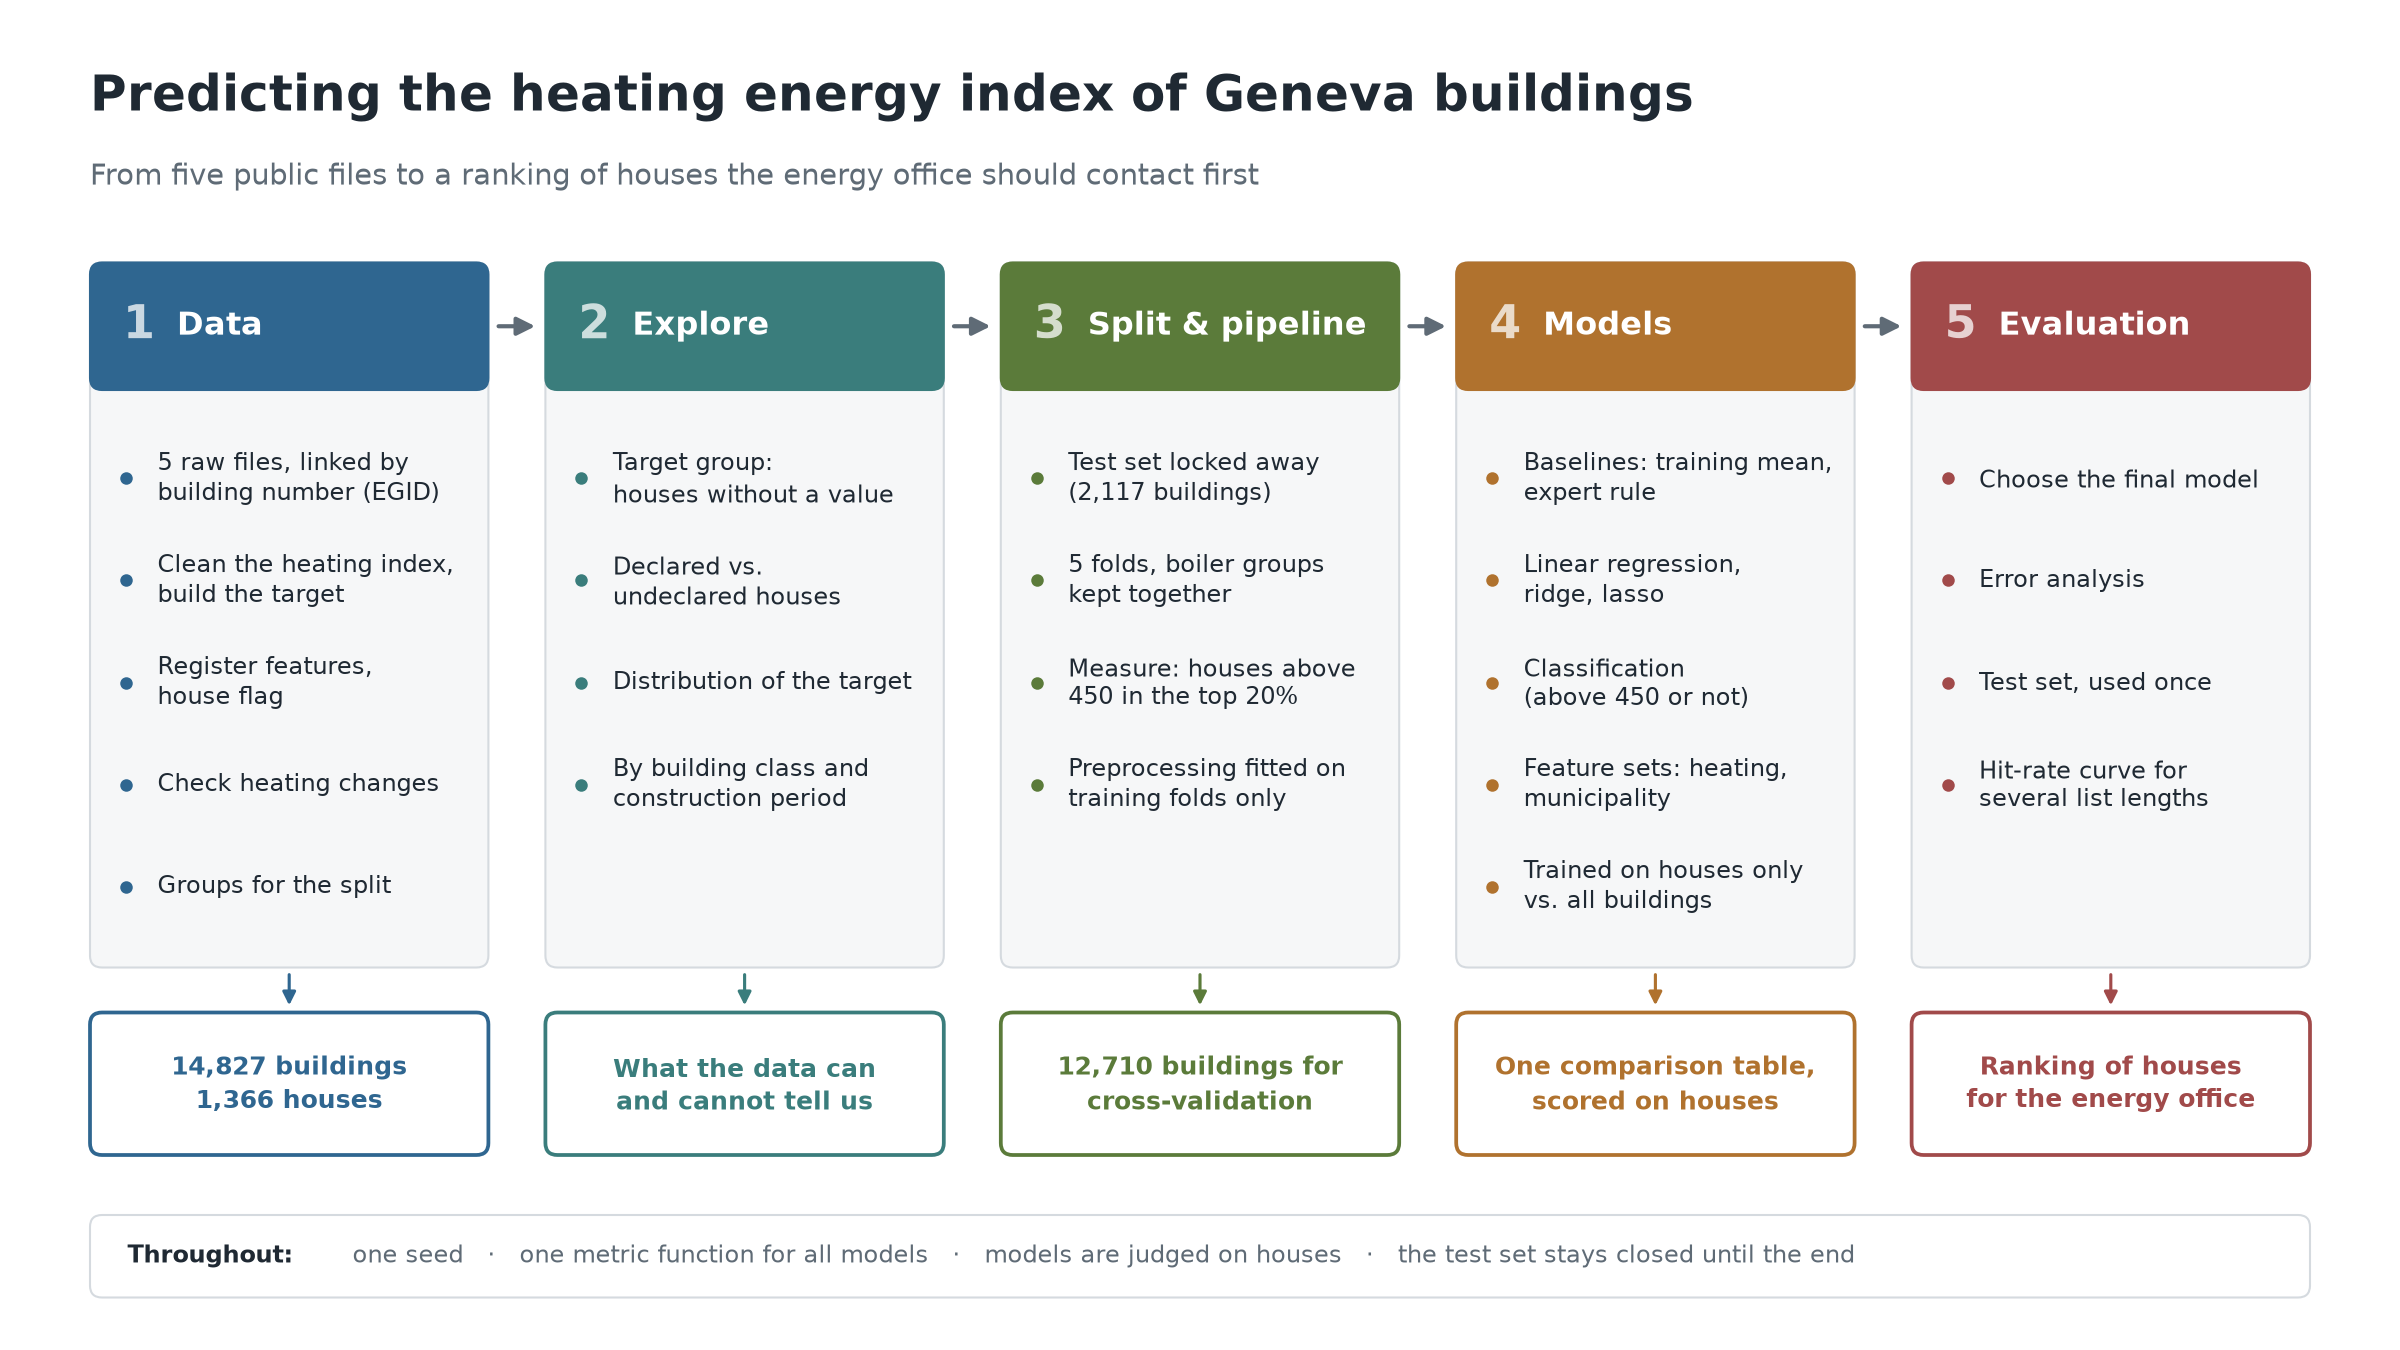 Predicting the heating energy index of Geneva buildings
From five public files to a ranking of houses the energy office should contact first
1 Data
5 raw files, linked by
building number (EGID)
Clean the heating index,
build the target
Register features,
house flag
Check heating changes
Groups for the split
14,827 buildings
1,366 houses
2 Explore
Target group:
houses without a value
Declared vs.
undeclared houses
Distribution of the target
By building class and
construction period
What the data can
and cannot tell us
3 Split & pipeline
Test set locked away
(2,117 buildings)
5 folds, boiler groups
kept together
Measure: houses above
450 in the top 20%
Preprocessing fitted on
training folds only
12,710 buildings for
cross-validation
4 Models
Baselines: training mean,
expert rule
Linear regression,
ridge, lasso
Classification
(above 450 or not)
Feature sets: heating,
municipality
Trained on houses only
vs. all buildings
One comparison table,
scored on houses
5 Evaluation
Choose the final model
Error analysis
Test set, used once
Hit-rate curve for
several list lengths
Ranking of houses
for the energy office
Throughout: one seed · one metric function for all models · models are judged on houses · the test set stays closed until the end